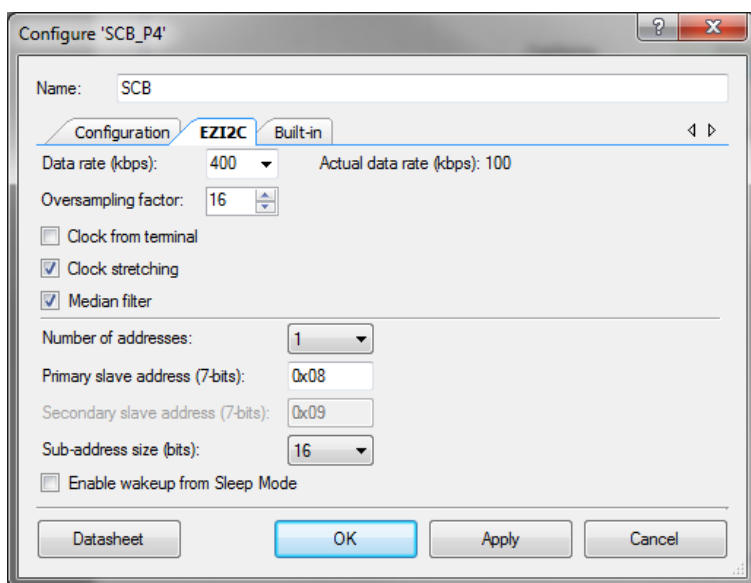 Configure 'SCB_P4'
?
Name: SCB
Configuration EZI2C Built-in
Data rate (kbps): 400 Actual data rate (kbps): 100
Oversampling factor: 16
Clock from terminal
Clock stretching
Median filter
Number of addresses: 1
Primary slave address (7-bits): 0x08
Secondary slave address (7-bits): 0x09
Sub-address size (bits): 16
Enable wakeup from Sleep Mode
Datasheet OK Apply Cancel